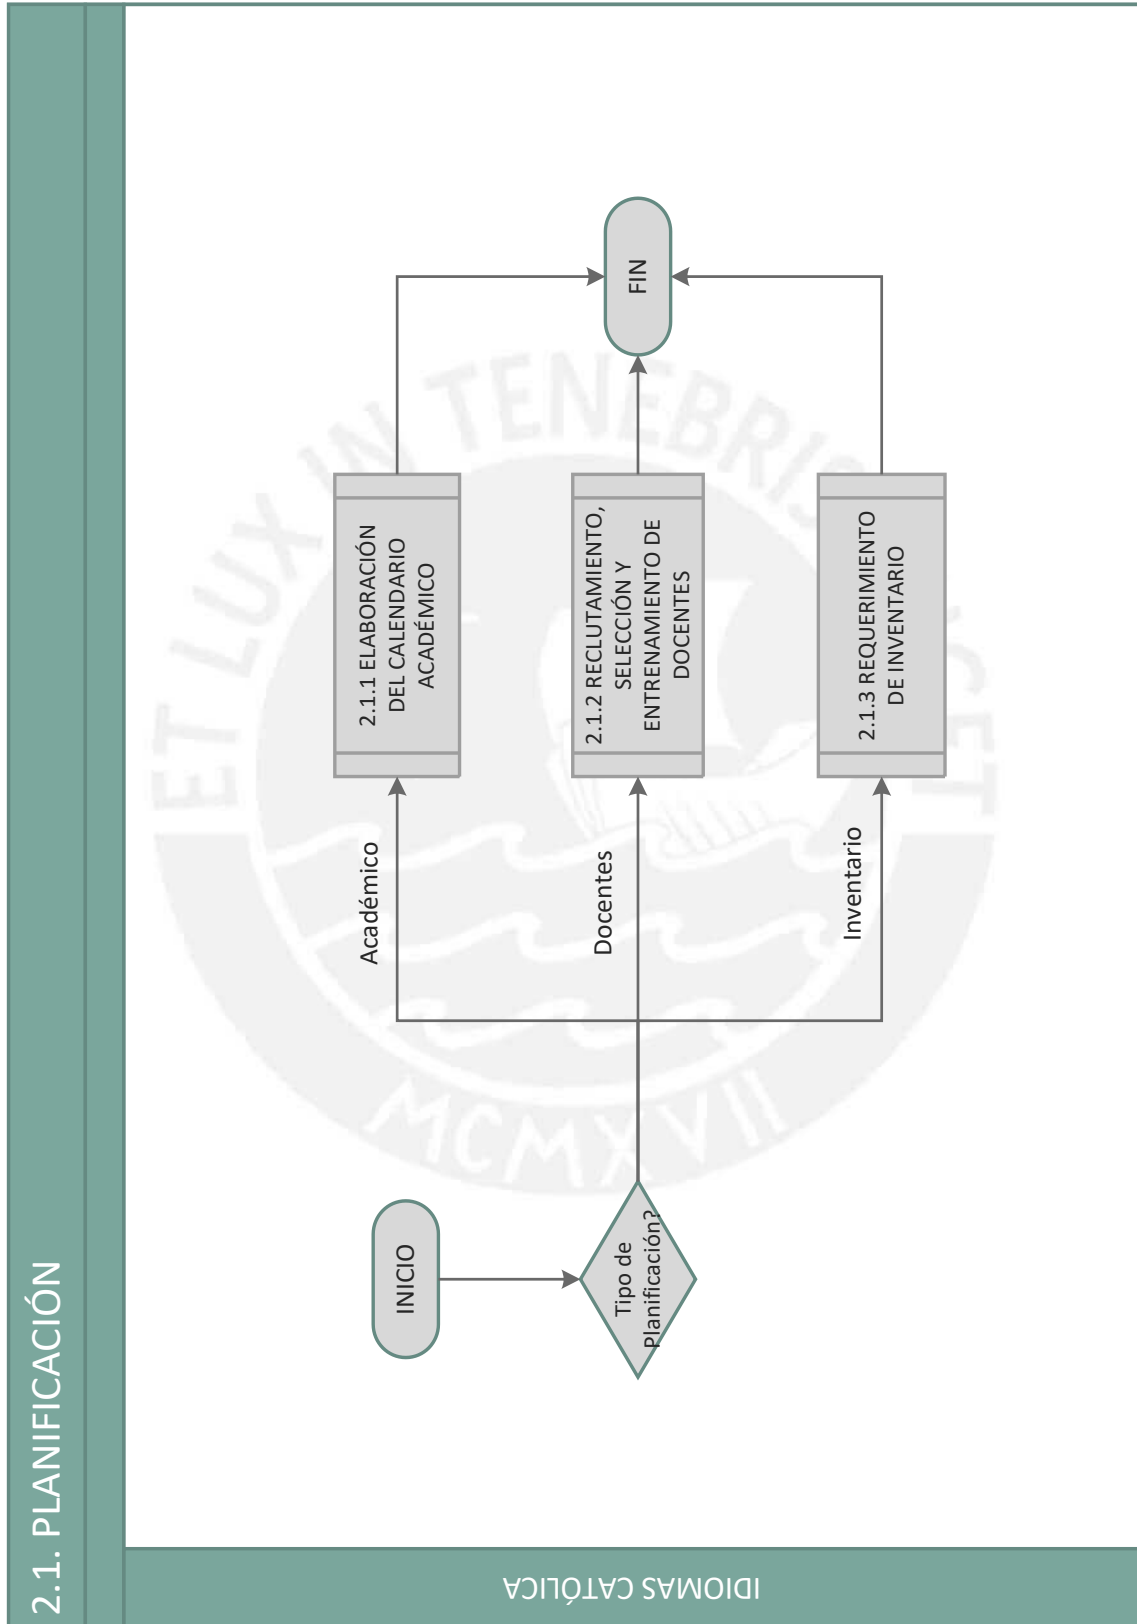 2.1. PLANIFICACIÓN
IDIOMAS CATÓLICA
INICIO
Tipo de
Planificación?
Académico
Docentes
Inventario
2.1.1 ELABORACIÓN
DEL CALENDARIO
ACADÉMICO
2.1.2 RECLUTAMIENTO,
SELECCIÓN Y
ENTRENAMIENTO DE
DOCENTES
2.1.3 REQUERIMIENTO
DE INVENTARIO
FIN
ET LUX IN TENEBRIS LUCET
MCMXVII